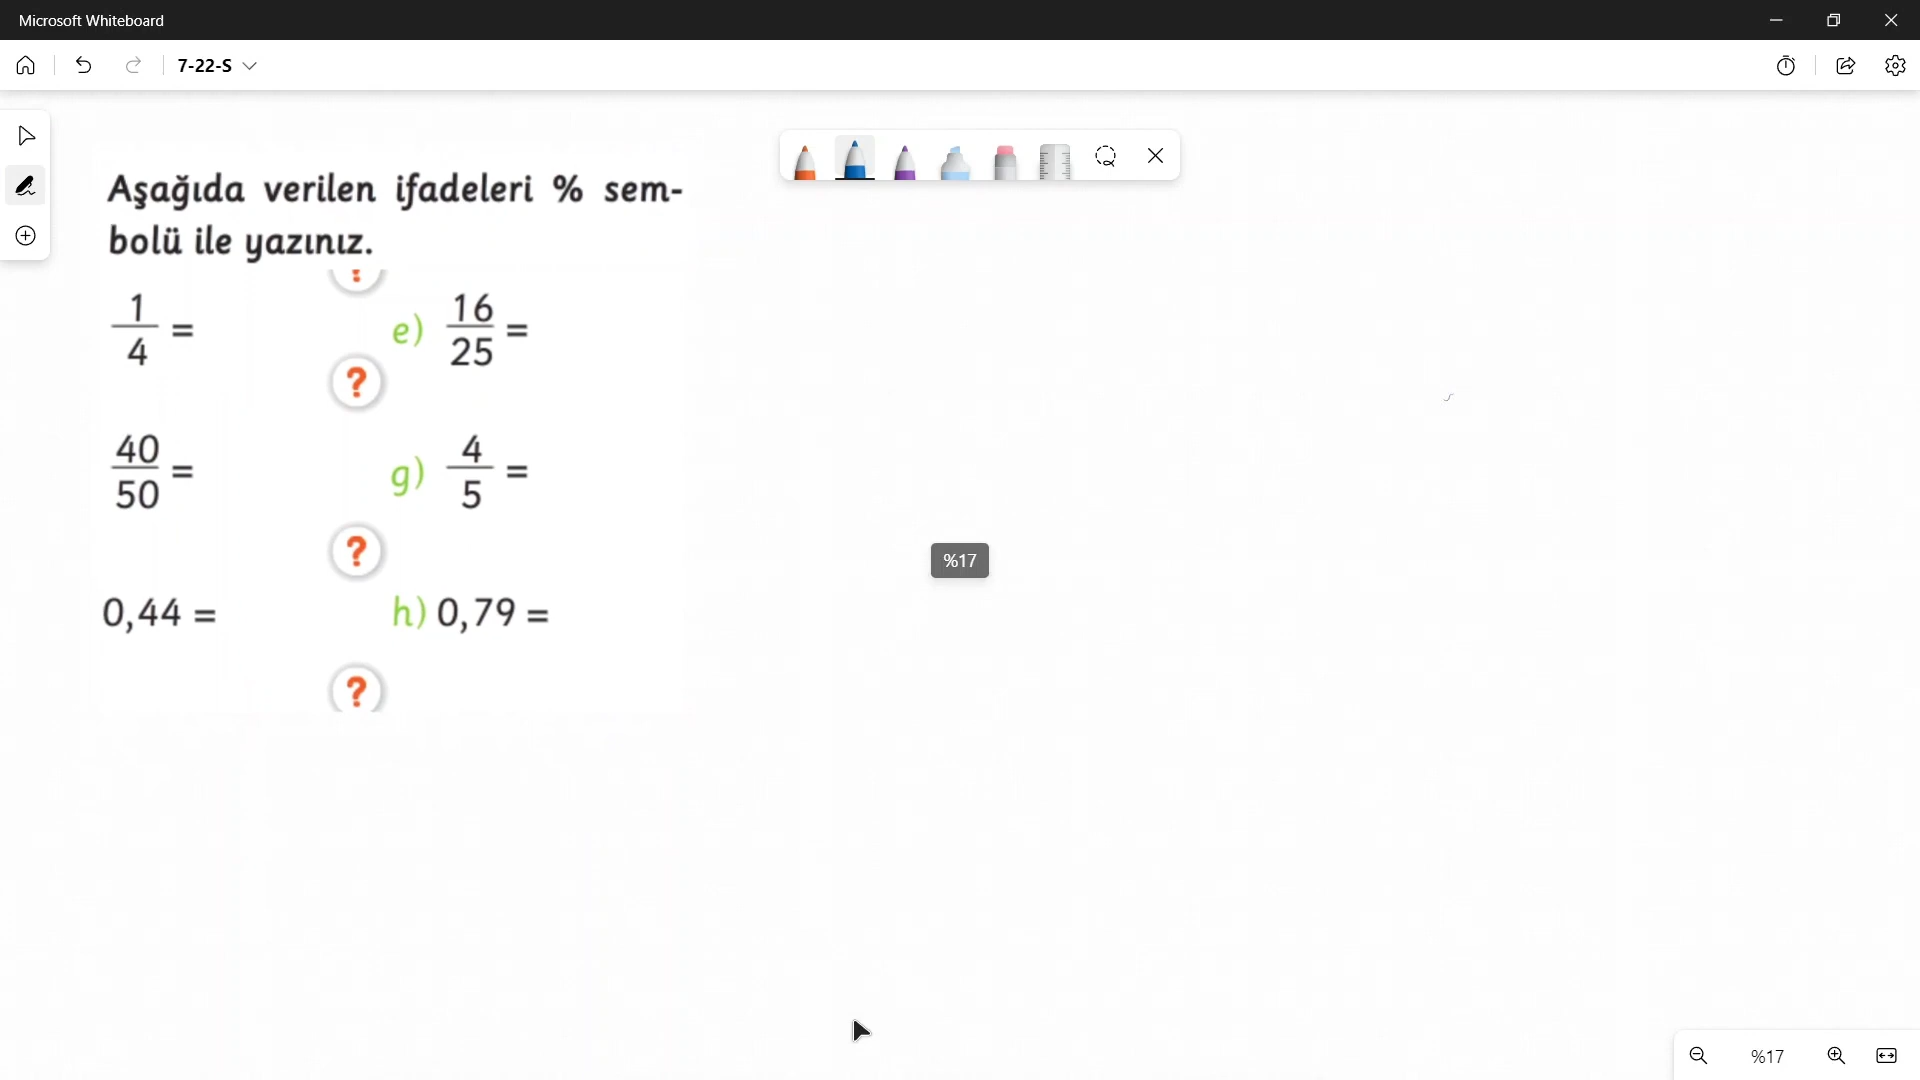 Microsoft Whiteboard
7-22-S
Aşağıda verilen ifadeleri % sem-
bolü ile yazınız.
?
1/4 =
e) 16/25 =
?
40/50 =
g) 4/5 =
?
%17
0,44 =
h) 0,79 =
?
%17